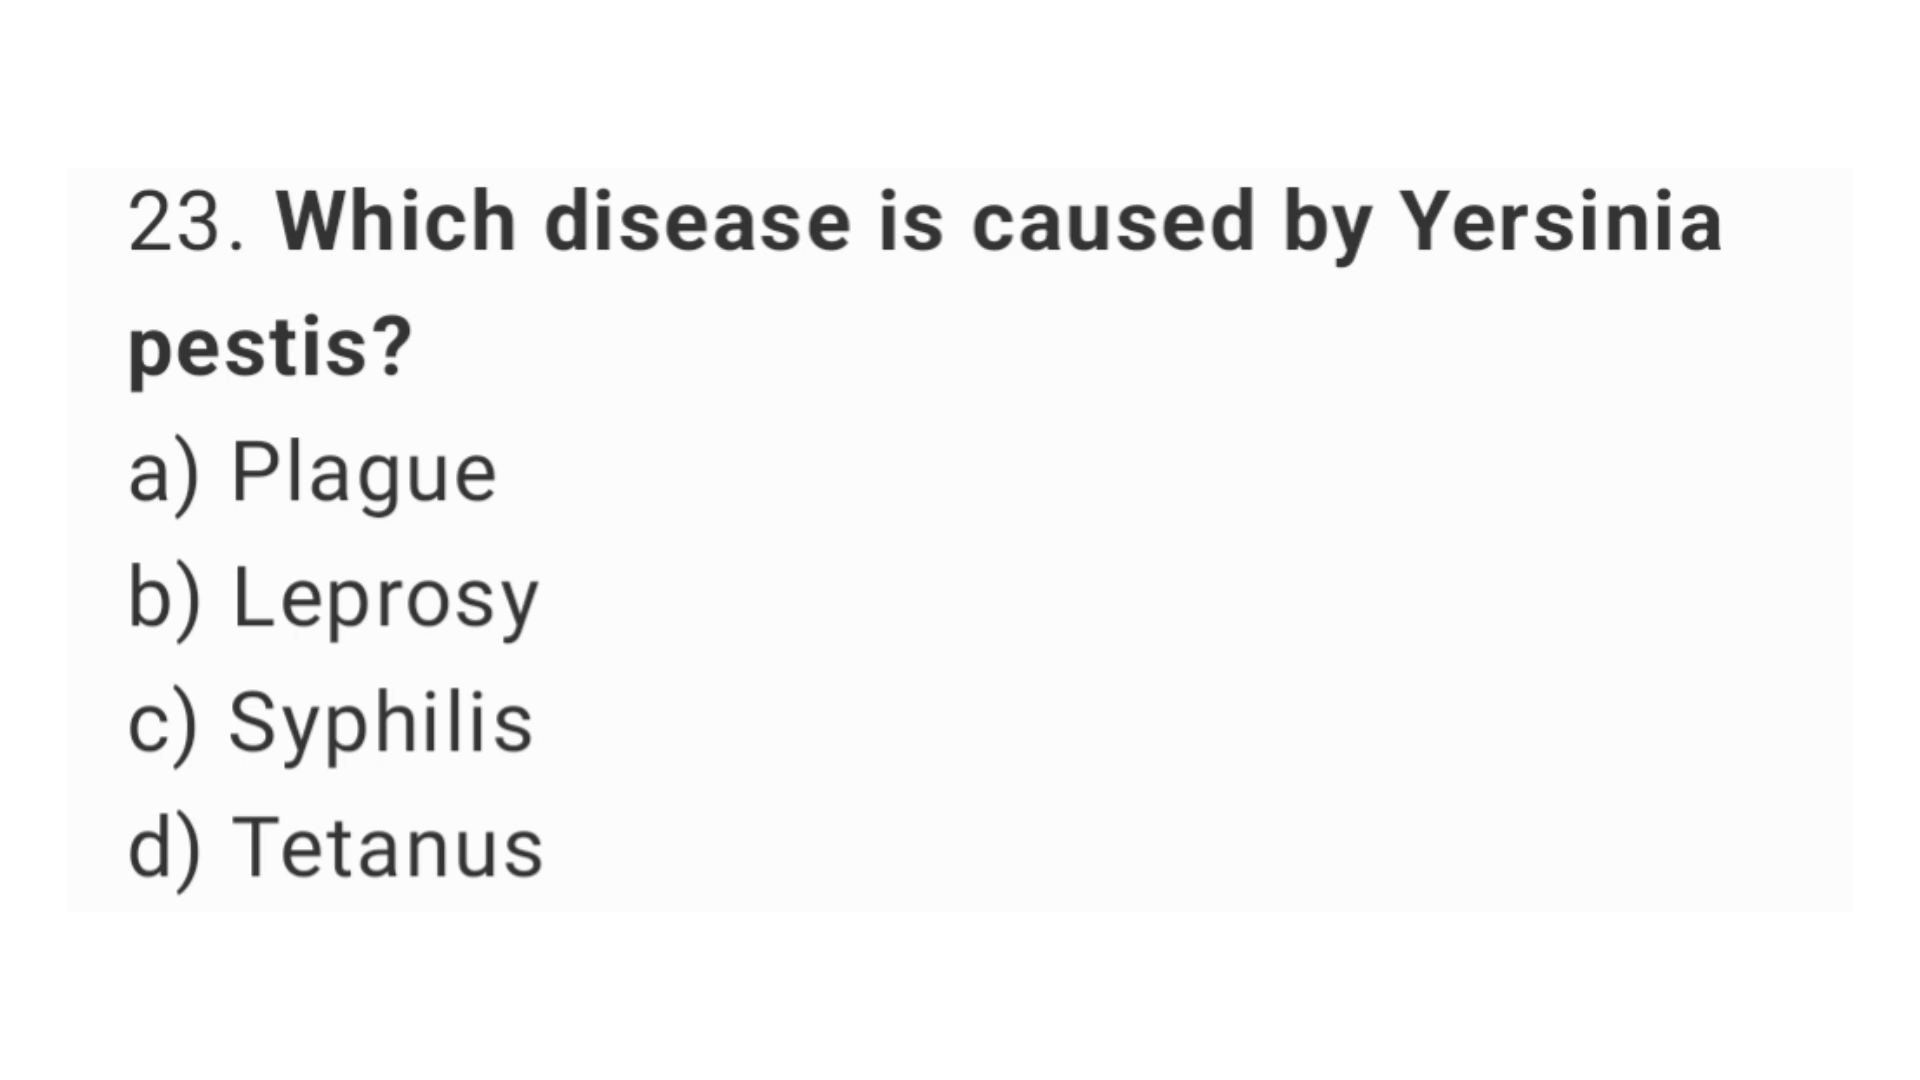 23. Which disease is caused by Yersinia
pestis?
a) Plague
b) Leprosy
c) Syphilis
d) Tetanus